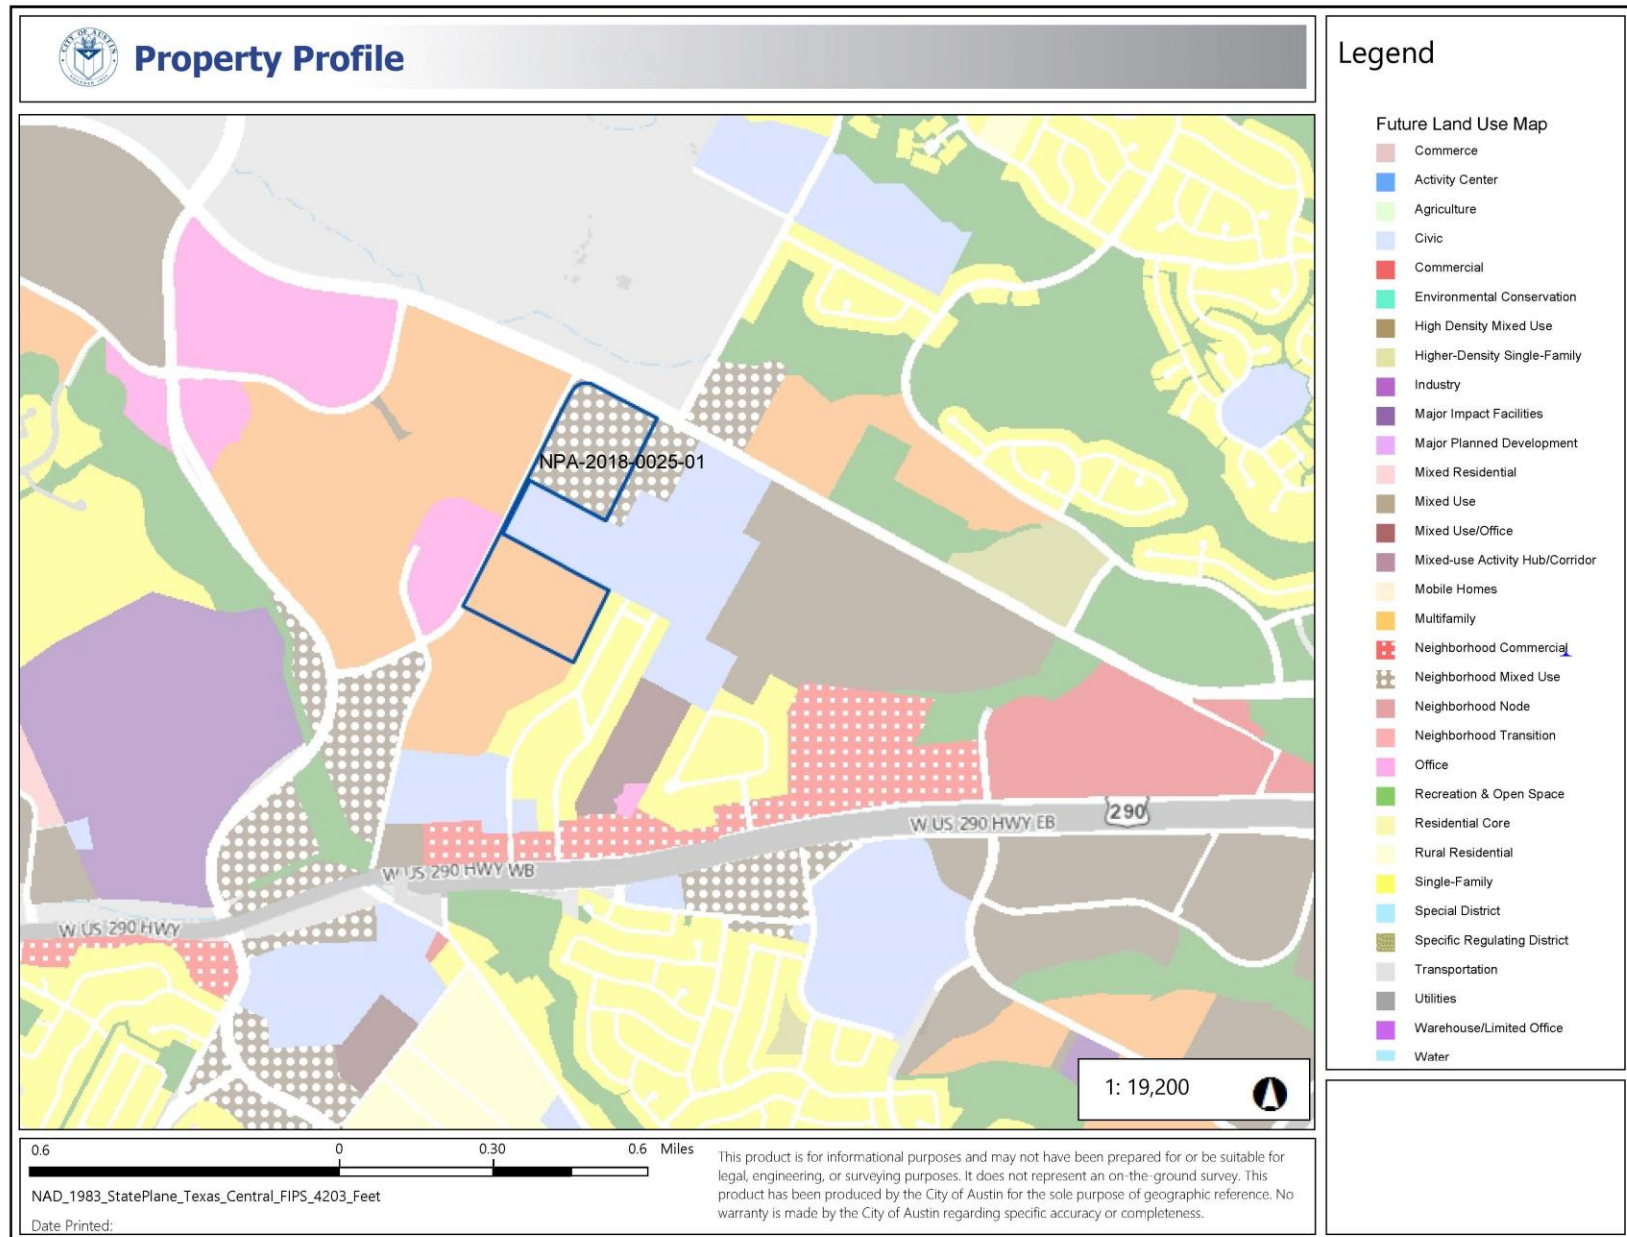 CITY OF AUSTIN
Property Profile
Legend
Future Land Use Map
Commerce
Activity Center
Agriculture
Civic
Commercial
Environmental Conservation
High Density Mixed Use
Higher-Density Single-Family
Industry
Major Impact Facilities
Major Planned Development
Mixed Residential
Mixed Use
Mixed Use/Office
Mixed-use Activity Hub/Corridor
Mobile Homes
Multifamily
Neighborhood Commercial
Neighborhood Mixed Use
Neighborhood Node
Neighborhood Transition
Office
Recreation & Open Space
Residential Core
Rural Residential
Single-Family
Special District
Specific Regulating District
Transportation
Utilities
Warehouse/Limited Office
Water
NPA-2018-0025-01
290
W US 290 HWY EB
W US 290 HWY WB
W US 290 HWY
1: 19,200
0.6 0 0.30 0.6 Miles
NAD_1983_StatePlane_Texas_Central_FIPS_4203_Feet
Date Printed:
This product is for informational purposes and may not have been prepared for or be suitable for
legal, engineering, or surveying purposes. It does not represent an on-the-ground survey. This
product has been produced by the City of Austin for the sole purpose of geographic reference. No
warranty is made by the City of Austin regarding specific accuracy or completeness.